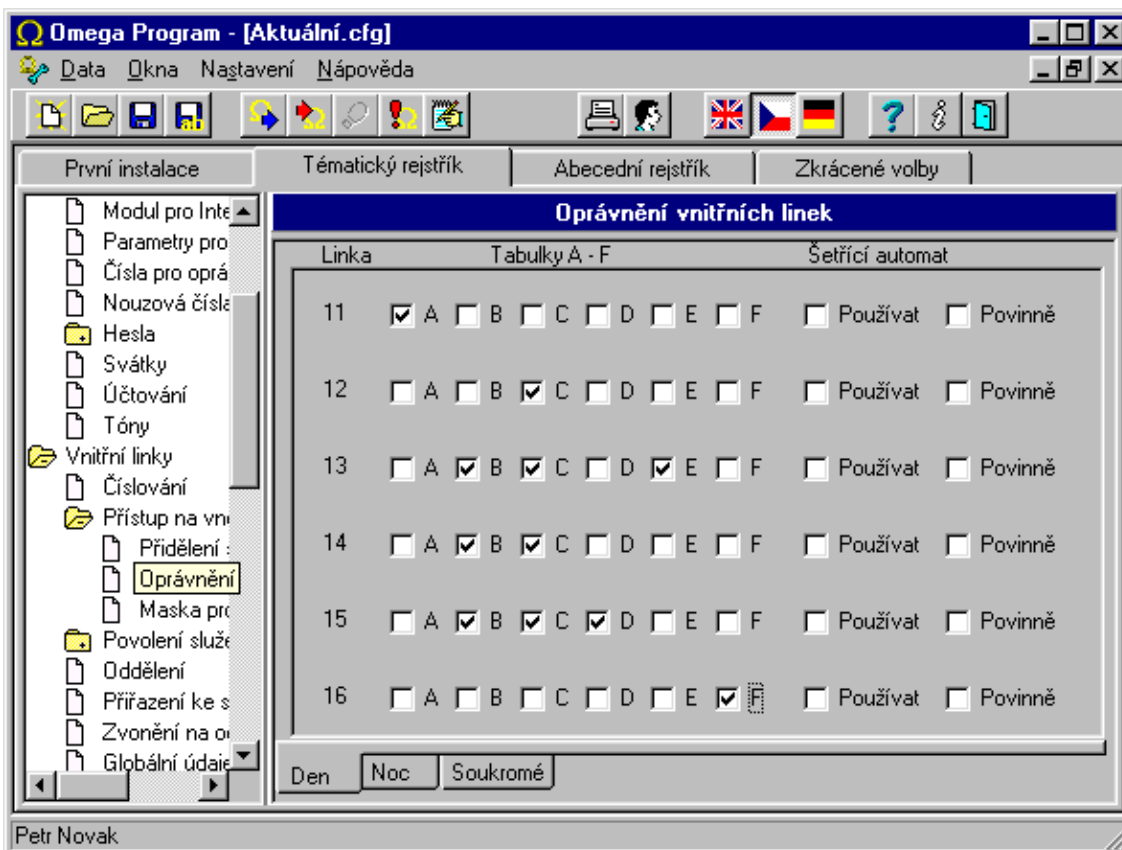 Omega Program - [Aktuální.cfg]
Data Okna Nastavení Nápověda
První instalace Tématický rejstřík Abecední rejstřík Zkrácené volby
Modul pro Inte
Parametry pro
Čísla pro oprá
Nouzová čísla
Hesla
Svátky
Účtování
Tóny
Vnitřní linky
Číslování
Přístup na vn
Přidělení
Oprávnění
Maska pro
Povolení služe
Oddělení
Přiřazení ke s
Zvonění na o
Globální údaje
Oprávnění vnitřních linek
Linka Tabulky A - F Šetřící automat
11 A B C D E F Používat Povinně
12 A B C D E F Používat Povinně
13 A B C D E F Používat Povinně
14 A B C D E F Používat Povinně
15 A B C D E F Používat Povinně
16 A B C D E F Používat Povinně
Den Noc Soukromé
Petr Novak